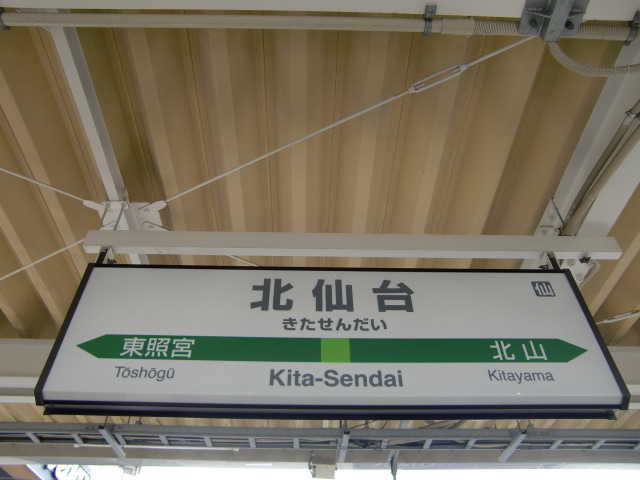 北仙台
仙
きたせんだい
東照宮
北山
Tōshōgū
Kita-Sendai
Kitayama